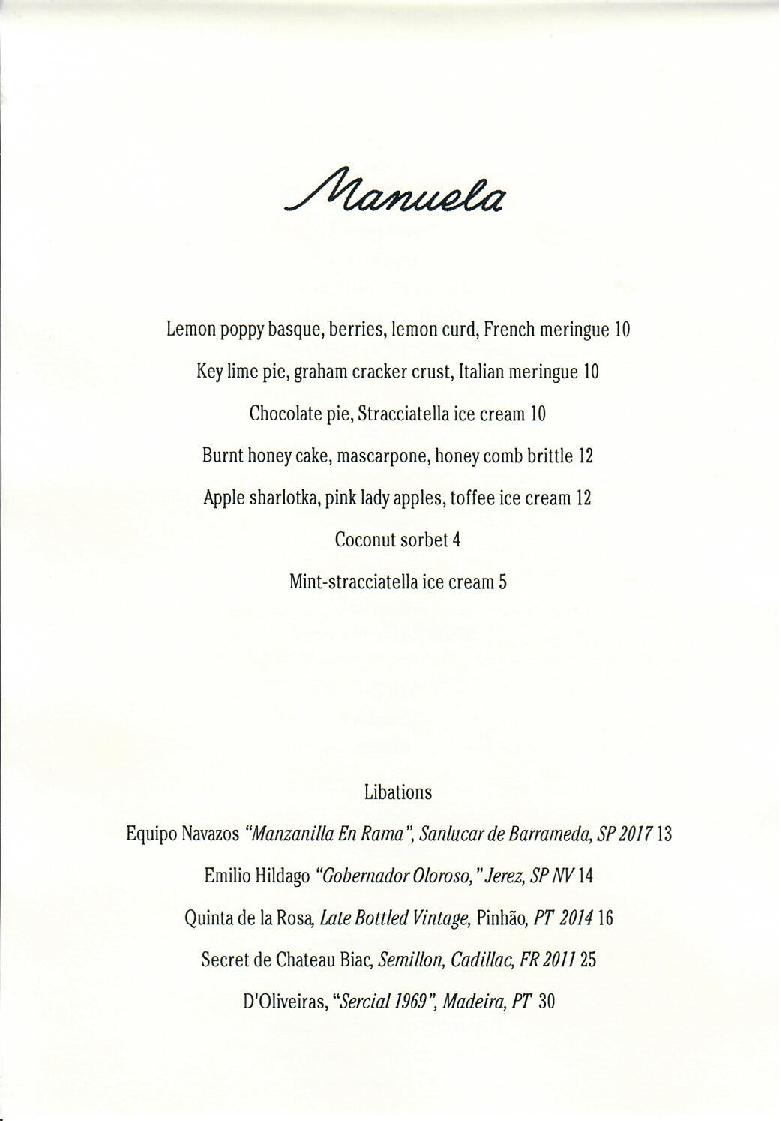 Manuela
Lemon poppy basque, berries, lemon curd, French meringue 10
Key lime pie, graham cracker crust, Italian meringue 10
Chocolate pie, Stracciatella ice cream 10
Burnt honey cake, mascarpone, honey comb brittle 12
Apple sharlotka, pink lady apples, toffee ice cream 12
Coconut sorbet 4
Mint-stracciatella ice cream 5
Libations
Equipo Navazos “Manzanilla En Rama”, Sanlucar de Barrameda, SP 2017 13
Emilio Hildago “Gobernador Oloroso,” Jerez, SP NV 14
Quinta de la Rosa, Late Bottled Vintage, Pinhão, PT 2014 16
Secret de Chateau Biac, Semillon, Cadillac, FR 2011 25
D'Oliveiras, “Sercial 1969”, Madeira, PT 30